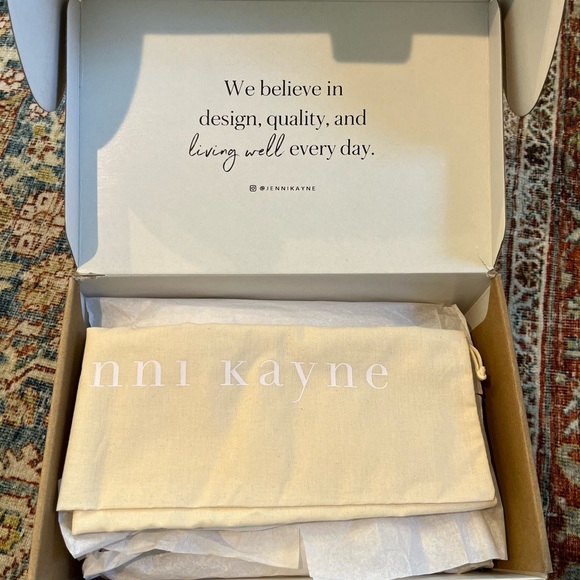 We believe in
design, quality, and
living well every day.
@JENNIKAYNE
nni kayne